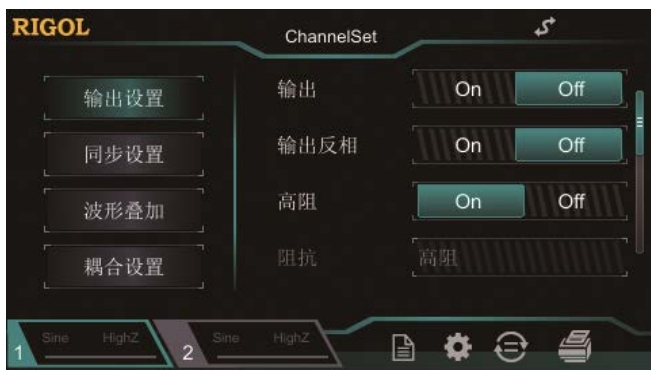 RIGOL
ChannelSet
输出设置
同步设置
波形叠加
耦合设置
输出 On Off
输出反相 On Off
高阻 On Off
阻抗 高阻
1 Sine HighZ
2 Sine HighZ